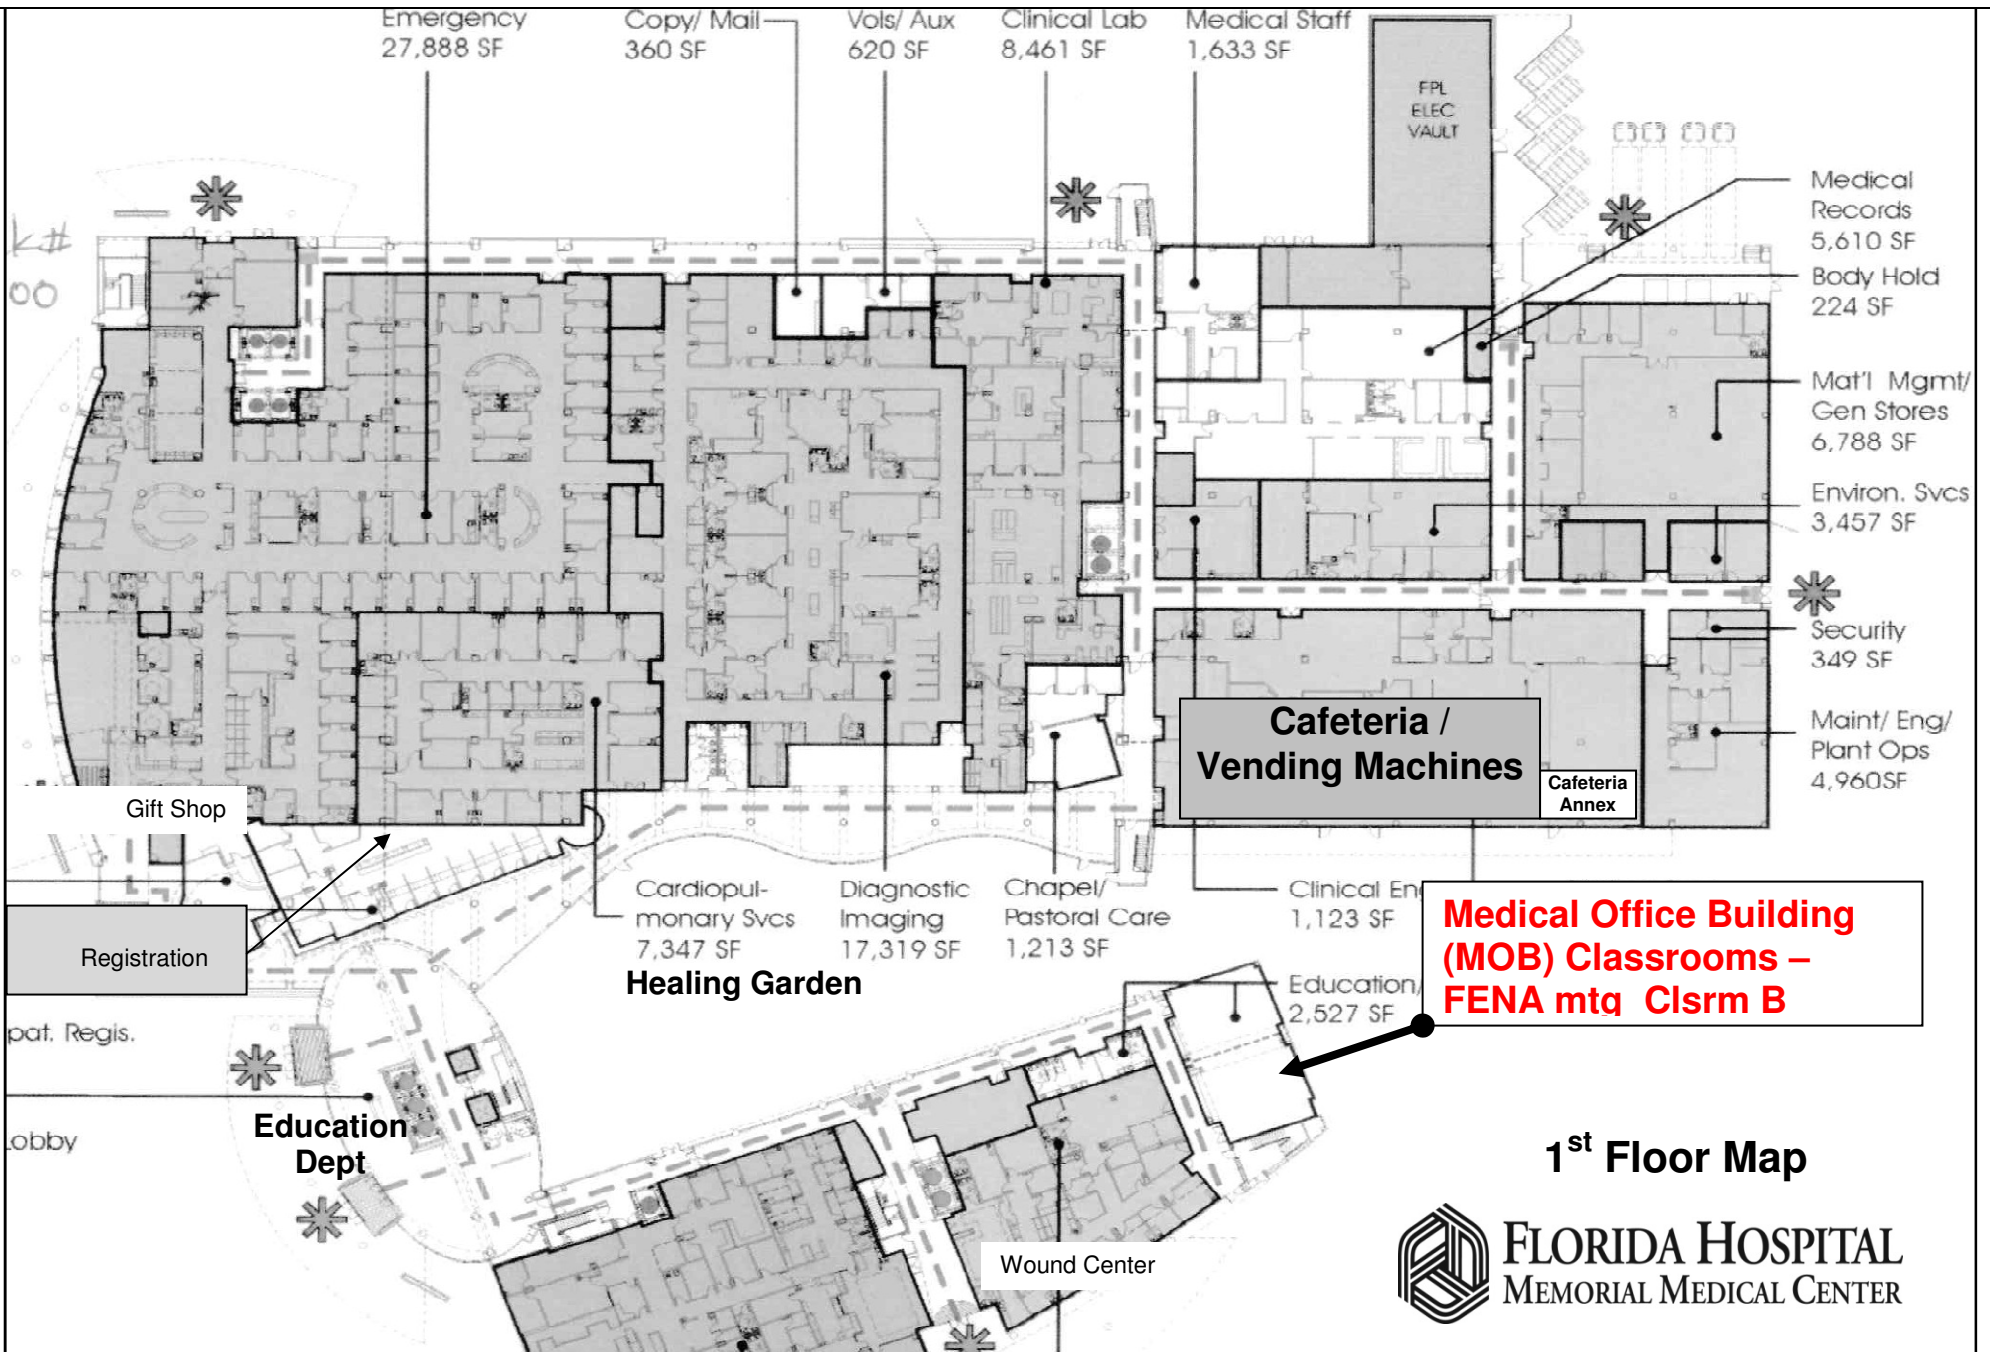 Emergency
27,888 SF
Copy/ Mail
360 SF
Vols/ Aux
620 SF
Clinical Lab
8,461 SF
Medical Staff
1,633 SF
FPL
ELEC
VAULT
Medical
Records
5,610 SF
Body Hold
224 SF
Mat'l Mgmt/
Gen Stores
6,788 SF
Environ. Svcs
3,457 SF
Security
349 SF
Maint/ Eng/
Plant Ops
4,960SF
k#
00
Cafeteria /
Vending Machines
Cafeteria
Annex
Gift Shop
Registration
Cardiopul-
monary Svcs
7,347 SF
Diagnostic
Imaging
17,319 SF
Chapel/
Pastoral Care
1,213 SF
Clinical En
1,123 SF
Healing Garden
Education/
2,527 SF
Medical Office Building
(MOB) Classrooms –
FENA mtg Clsrm B
pat. Regis.
Lobby
Education
Dept
Wound Center
1st Floor Map
FLORIDA HOSPITAL
MEMORIAL MEDICAL CENTER